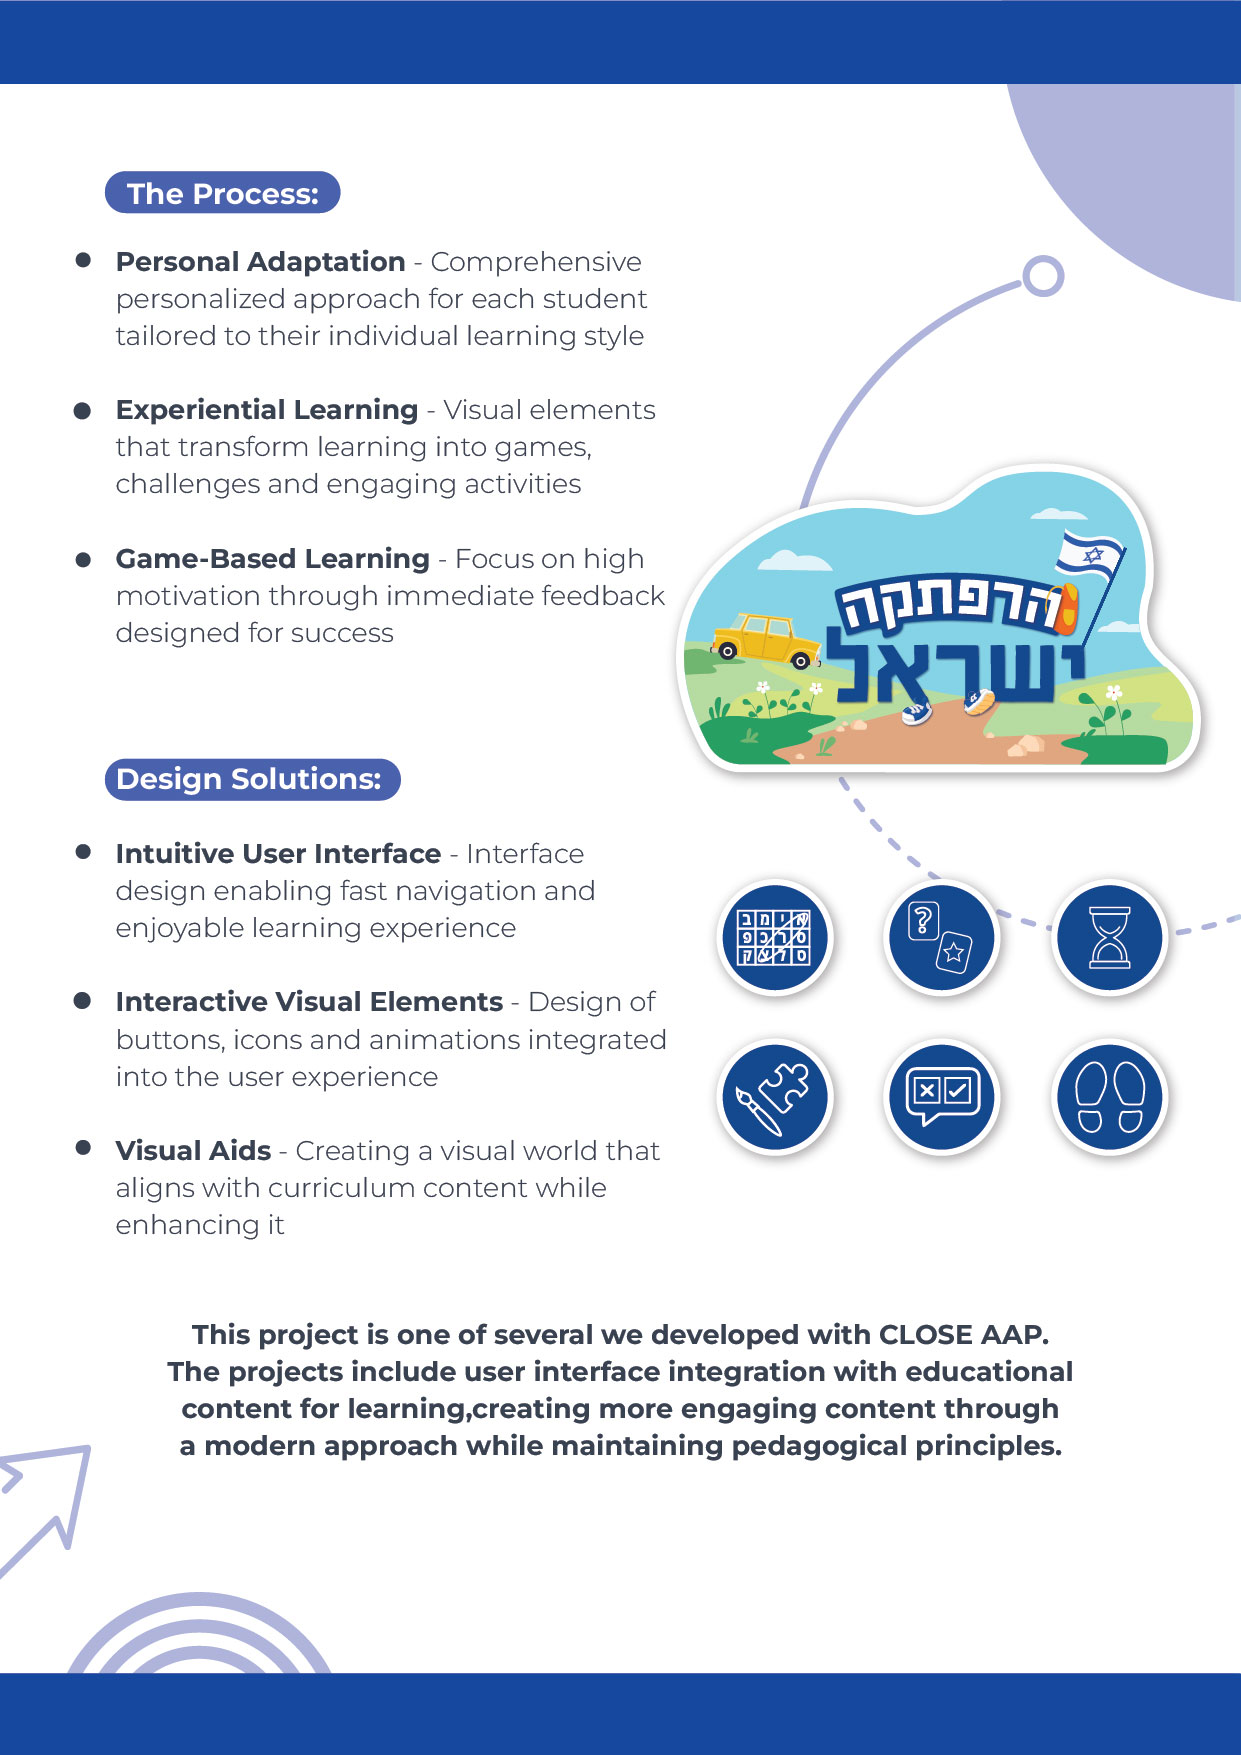 The Process:
Personal Adaptation - Comprehensive
personalized approach for each student
tailored to their individual learning style
Experiential Learning - Visual elements
that transform learning into games,
challenges and engaging activities
Game-Based Learning - Focus on high
motivation through immediate feedback
designed for success
הרפתקה
ישראל
Design Solutions:
Intuitive User Interface - Interface
design enabling fast navigation and
enjoyable learning experience
Interactive Visual Elements - Design of
buttons, icons and animations integrated
into the user experience
Visual Aids - Creating a visual world that
aligns with curriculum content while
enhancing it
?
This project is one of several we developed with CLOSE AAP.
The projects include user interface integration with educational
content for learning,creating more engaging content through
a modern approach while maintaining pedagogical principles.